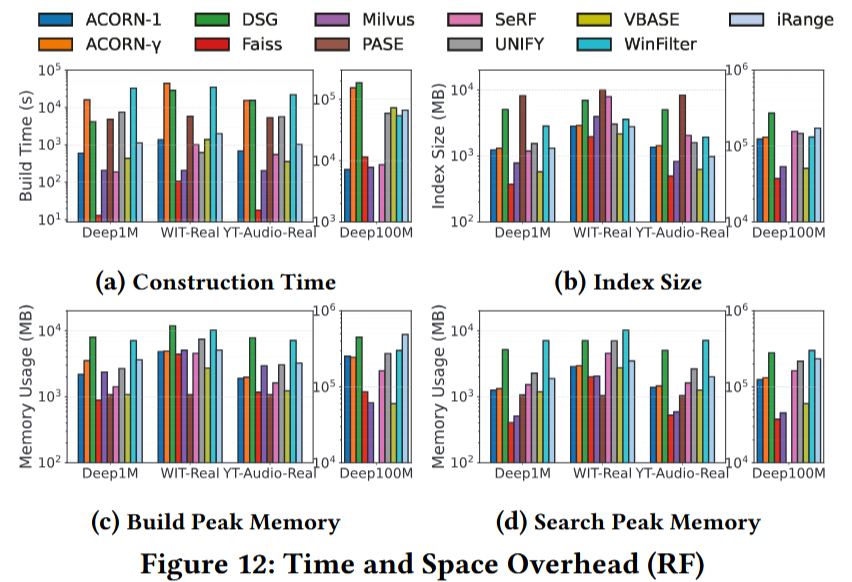 ACORN-1 DSG Milvus SeRF VBASE iRange
ACORN-γ Faiss PASE UNIFY WinFilter
Build Time (s)
10^5
10^4
10^3
10^2
10^1
Deep1M WIT-Real YT-Audio-Real
10^5
10^4
10^3
Deep100M
(a) Construction Time
Index Size (MB)
10^4
10^3
10^2
Deep1M WIT-Real YT-Audio-Real
10^6
10^5
10^4
Deep100M
(b) Index Size
Memory Usage (MB)
10^4
10^3
10^2
Deep1M WIT-Real YT-Audio-Real
10^6
10^5
10^4
Deep100M
(c) Build Peak Memory
Memory Usage (MB)
10^4
10^3
10^2
Deep1M WIT-Real YT-Audio-Real
10^6
10^5
10^4
Deep100M
(d) Search Peak Memory
Figure 12: Time and Space Overhead (RF)